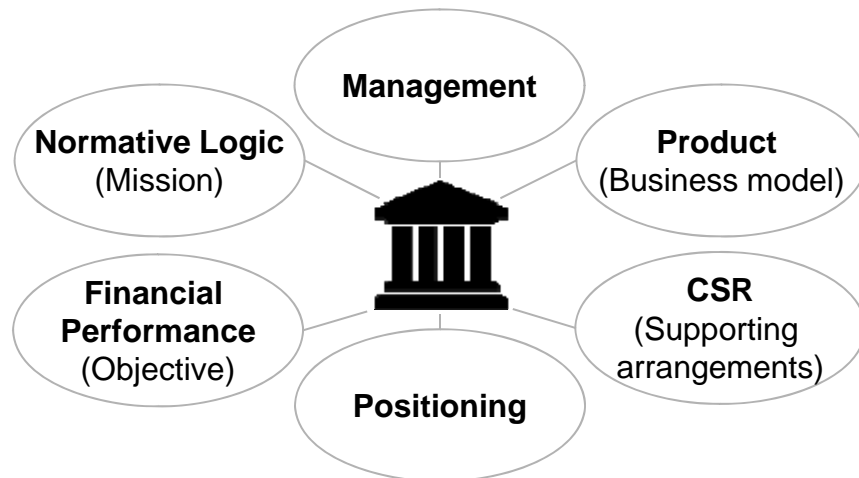 Management
Normative Logic
(Mission)
Product
(Business model)
Financial
Performance
(Objective)
CSR
(Supporting
arrangements)
Positioning